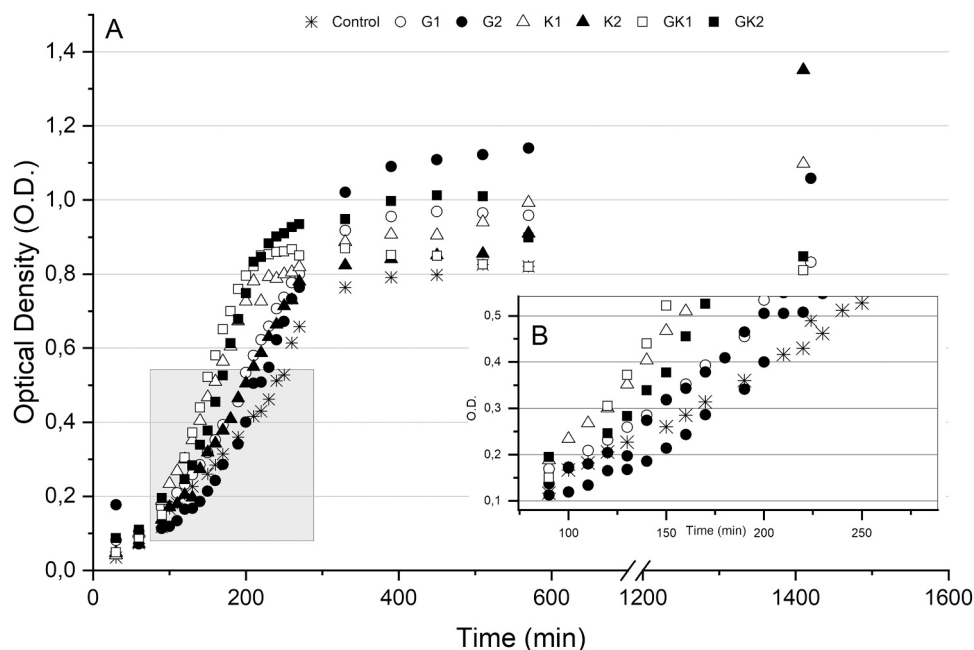 Control G1 G2 K1 K2 GK1 GK2
A
1,4
1,2
1,0
0,8
0,6
0,4
0,2
0,0
Optical Density (O.D.)
B
0,5
0,4
0,3
0,2
0,1
O.D.
100 150 200 250
Time (min)
0 200 400 600 1200 1400 1600
Time (min)